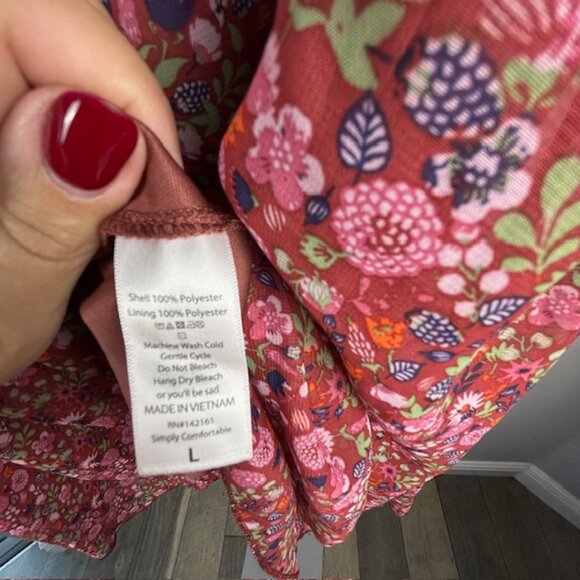 Shell 100% Polyester
Lining 100% Polyester
Machine Wash Cold
Gentle Cycle
Do Not Bleach
Hang Dry Bleach
or you'll be sad
MADE IN VIETNAM
RN#142161
Simply Comfortable
L